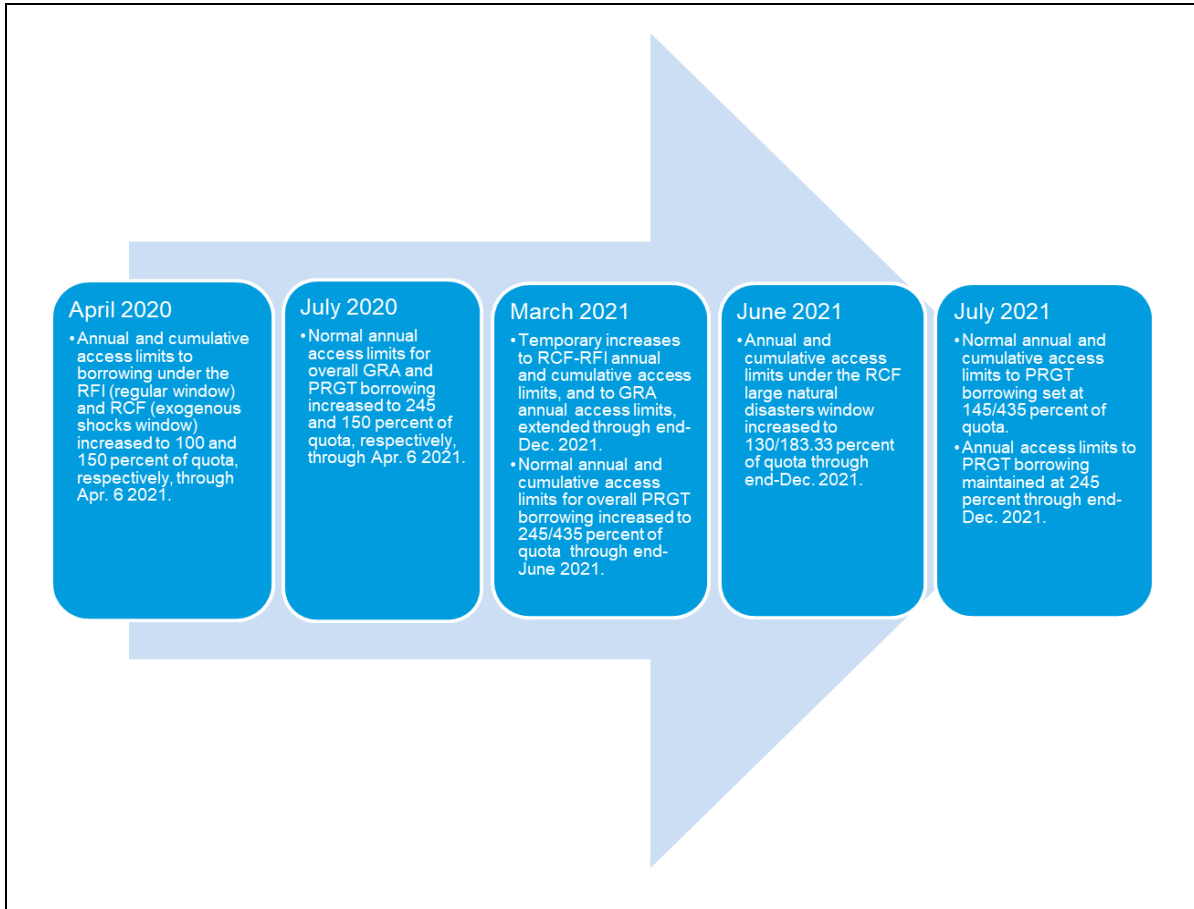 April 2020
•Annual and cumulative
access limits to
borrowing under the
RFI (regular window)
and RCF (exogenous
shocks window)
increased to 100 and
150 percent of quota,
respectively, through
Apr. 6 2021.
July 2020
•Normal annual
access limits for
overall GRA and
PRGT borrowing
increased to 245
and 150 percent of
quota, respectively,
through Apr. 6 2021.
March 2021
•Temporary increases
to RCF-RFI annual
and cumulative access
limits, and to GRA
annual access limits,
extended through end-
Dec. 2021.
•Normal annual and
cumulative access
limits for overall PRGT
borrowing increased to
245/435 percent of
quota through end-
June 2021.
June 2021
•Annual and
cumulative access
limits under the RCF
large natural
disasters window
increased to
130/183.33 percent
of quota through
end-Dec. 2021.
July 2021
•Normal annual and
cumulative access
limits to PRGT
borrowing set at
145/435 percent of
quota.
•Annual access limits to
PRGT borrowing
maintained at 245
percent through end-
Dec. 2021.